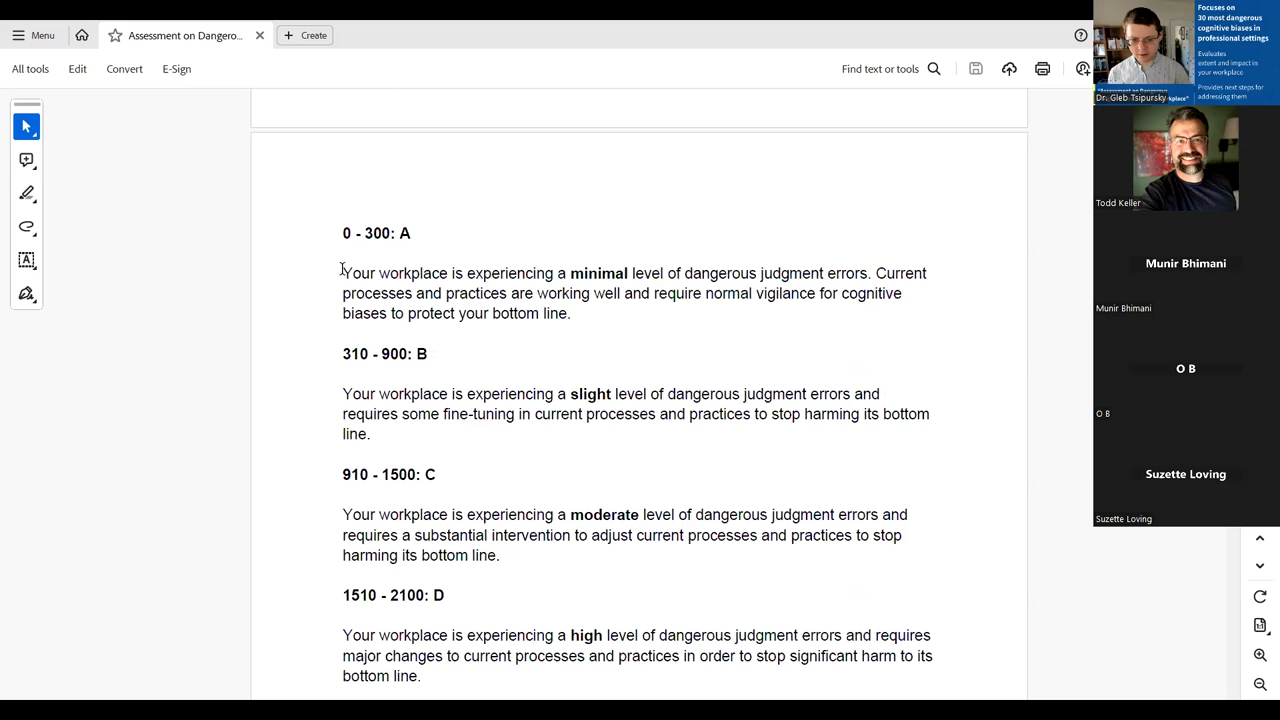 Menu
Assessment on Dangero...
Create
All tools
Edit
Convert
E-Sign
Find text or tools
0 - 300: A
Your workplace is experiencing a minimal level of dangerous judgment errors. Current
processes and practices are working well and require normal vigilance for cognitive
biases to protect your bottom line.
310 - 900: B
Your workplace is experiencing a slight level of dangerous judgment errors and
requires some fine-tuning in current processes and practices to stop harming its bottom
line.
910 - 1500: C
Your workplace is experiencing a moderate level of dangerous judgment errors and
requires a substantial intervention to adjust current processes and practices to stop
harming its bottom line.
1510 - 2100: D
Your workplace is experiencing a high level of dangerous judgment errors and requires
major changes to current processes and practices in order to stop significant harm to its
bottom line.
Focuses on
30 most dangerous
cognitive biases in
professional settings
Evaluates
extent and impact in
your workplace
Provides next steps for
addressing them
Dr. Gleb Tsipursky
Todd Keller
Munir Bhimani
Munir Bhimani
O B
O B
Suzette Loving
Suzette Loving